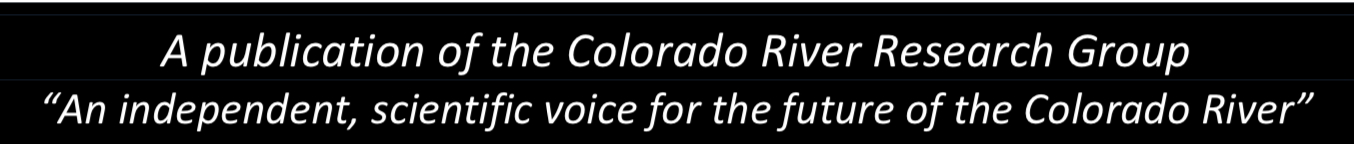 A publication of the Colorado River Research Group
“An independent, scientific voice for the future of the Colorado River”